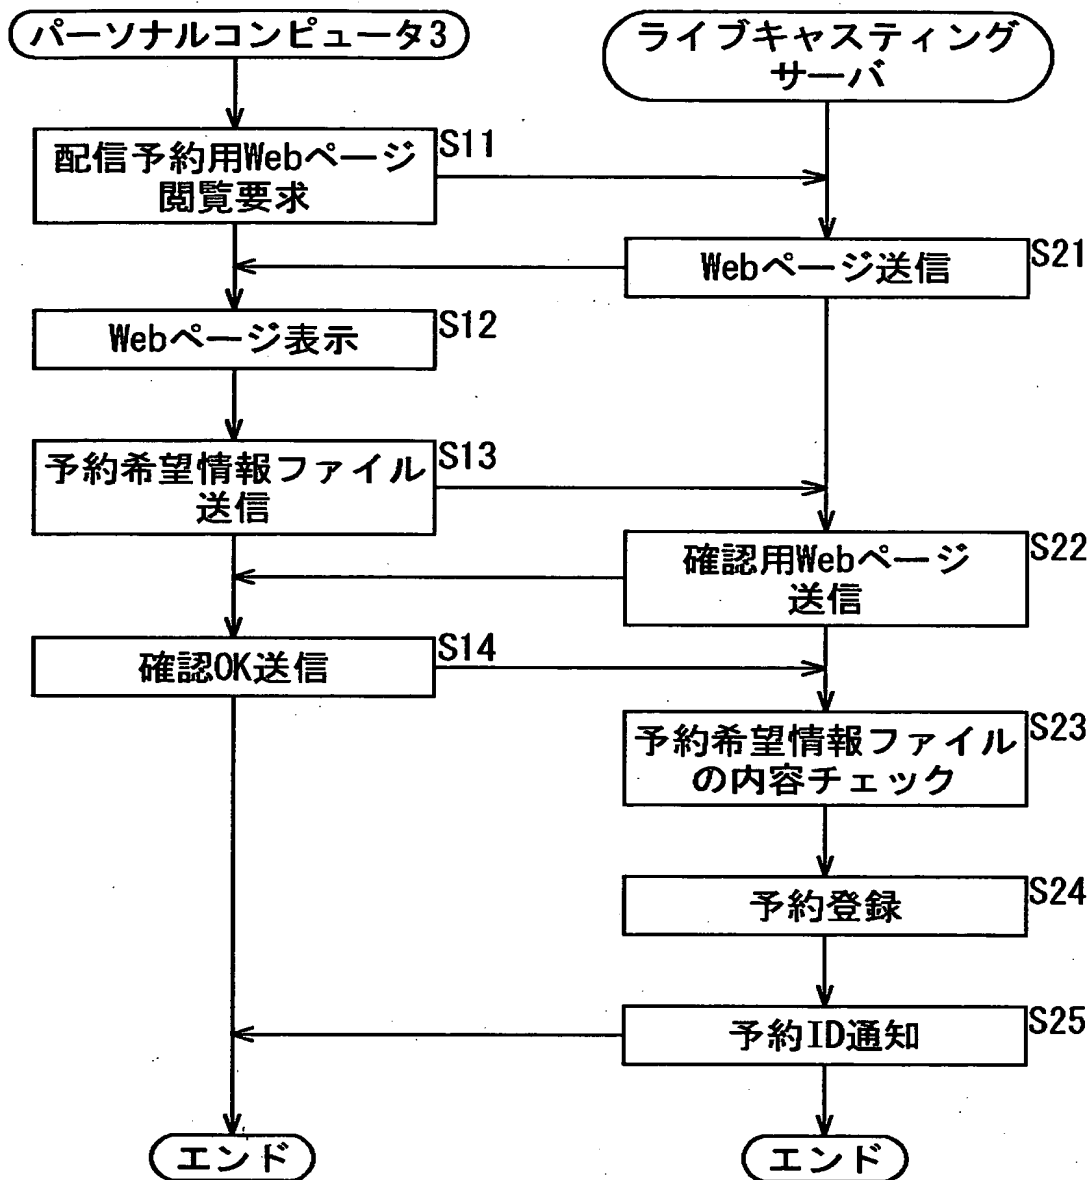 パーソナルコンピュータ3
ライブキャスティング
サーバ
S11
配信予約用Webページ
閲覧要求
S21
Webページ送信
S12
Webページ表示
S13
予約希望情報ファイル
送信
S22
確認用Webページ
送信
S14
確認OK送信
S23
予約希望情報ファイル
の内容チェック
S24
予約登録
S25
予約ID通知
エンド
エンド